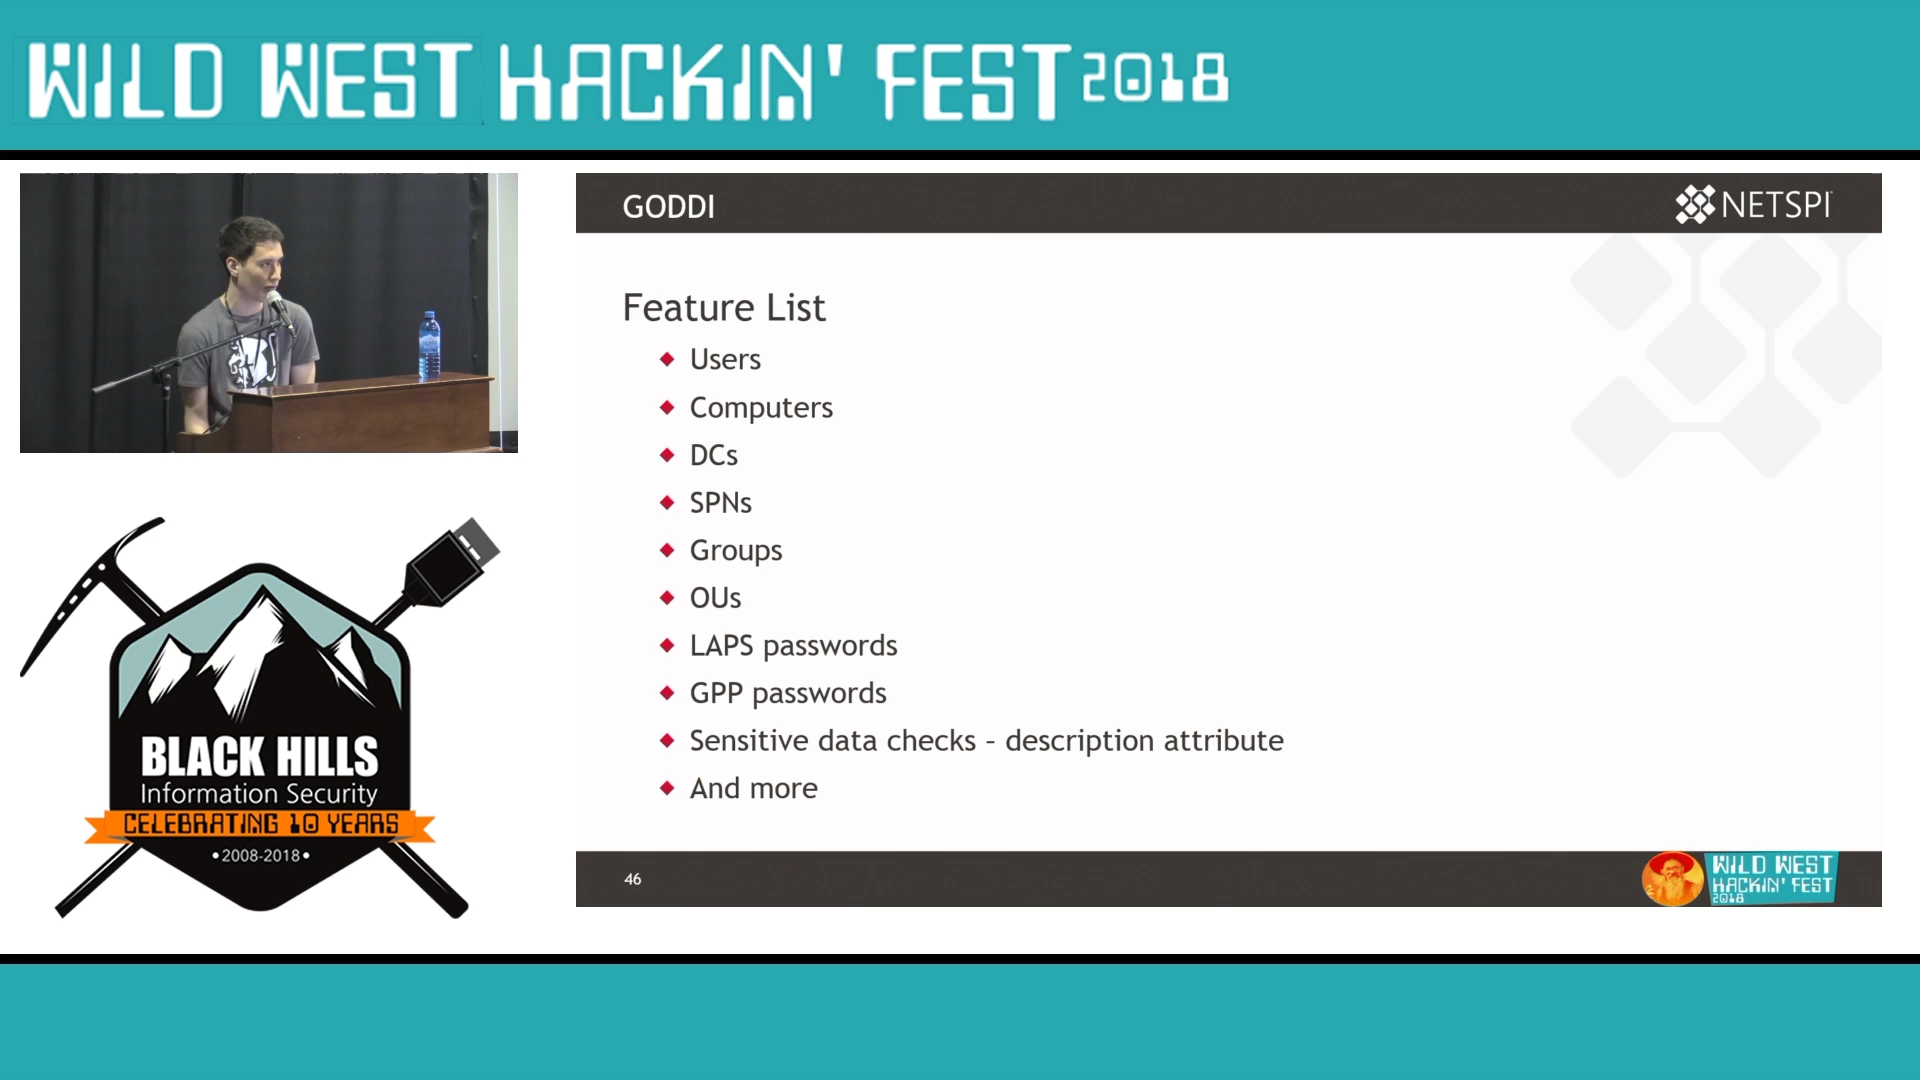 WILD WEST HACKIN' FEST 2018
GODDI
NETSPI
Feature List
Users
Computers
DCs
SPNs
Groups
OUs
LAPS passwords
GPP passwords
Sensitive data checks – description attribute
And more
46
WILD WEST
HACKIN' FEST
2018
BLACK HILLS
Information Security
CELEBRATING 10 YEARS
•2008-2018•